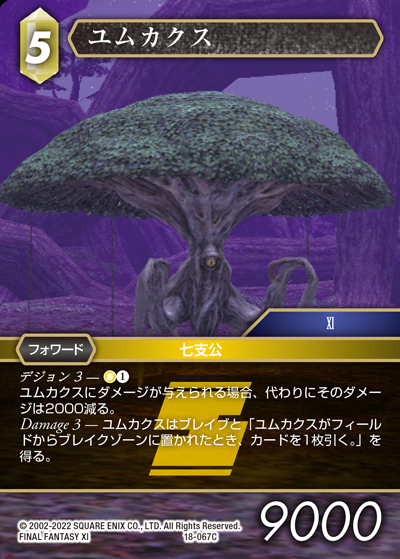 5
ユムカクス
XI
フォワード
七支公
デジョン 3 — 1
ユムカクスにダメージが与えられる場合、代わりにそのダメー
ジは2000減る。
Damage 3 — ユムカクスはブレイブと「ユムカクスがフィール
ドからブレイクゾーンに置かれたとき、カードを1枚引く。」を
得る。
© 2002-2022 SQUARE ENIX CO., LTD. All Rights Reserved.
FINAL FANTASY XI
18-067C
9000